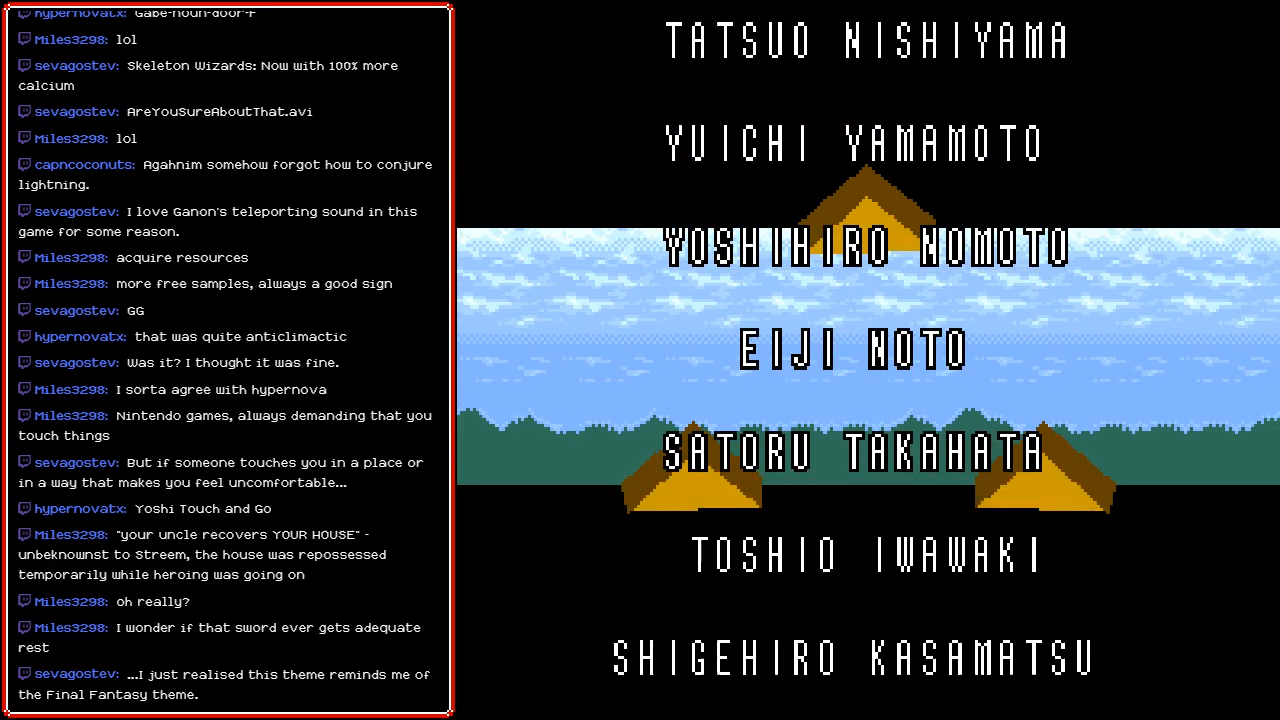 hypernovatx: Gabe-noun-door-F
Miles3298: lol
sevagostev: Skeleton Wizards: Now with 100% more
calcium
sevagostev: AreYouSureAboutThat.avi
Miles3298: lol
capncoconuts: Agahnim somehow forgot how to conjure
lightning.
sevagostev: I love Ganon's teleporting sound in this
game for some reason.
Miles3298: acquire resources
Miles3298: more free samples, always a good sign
sevagostev: GG
hypernovatx: that was quite anticlimactic
sevagostev: Was it? I thought it was fine.
Miles3298: I sorta agree with hypernova
Miles3298: Nintendo games, always demanding that you
touch things
sevagostev: But if someone touches you in a place or
in a way that makes you feel uncomfortable...
hypernovatx: Yoshi Touch and Go
Miles3298: "your uncle recovers YOUR HOUSE" -
unbeknownst to Streem, the house was repossessed
temporarily while heroing was going on
Miles3298: oh really?
Miles3298: I wonder if that sword ever gets adequate
rest
sevagostev: ...I just realised this theme reminds me of
the Final Fantasy theme.
TATSUO NISHIYAMA
YUICHI YAMAMOTO
YOSHIHIRO NOMOTO
EIJI NOTO
SATORU TAKAHATA
TOSHIO IWAWAKI
SHIGEHIRO KASAMATSU